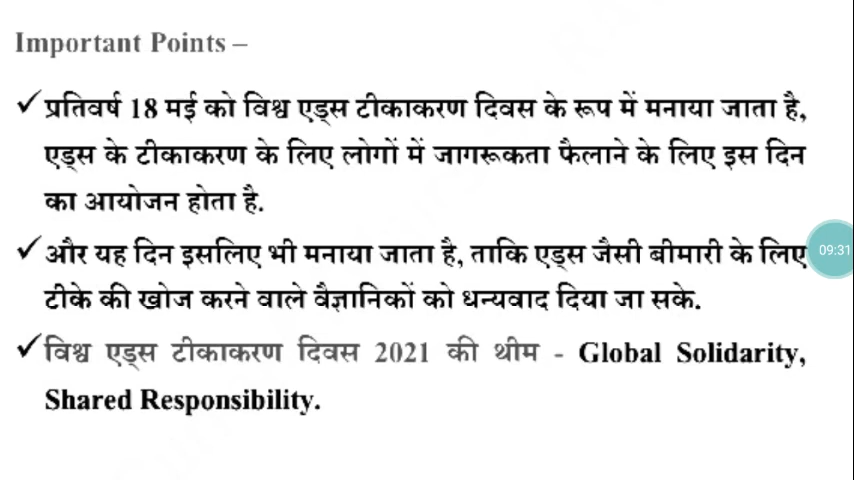 Important Points –
✓ प्रतिवर्ष 18 मई को विश्व एड्स टीकाकरण दिवस के रूप में मनाया जाता है,
एड्स के टीकाकरण के लिए लोगों में जागरूकता फैलाने के लिए इस दिन
का आयोजन होता है.
✓ और यह दिन इसलिए भी मनाया जाता है, ताकि एड्स जैसी बीमारी के लिए
09:31
टीके की खोज करने वाले वैज्ञानिकों को धन्यवाद दिया जा सके.
✓ विश्व एड्स टीकाकरण दिवस 2021 की थीम - Global Solidarity,
Shared Responsibility.